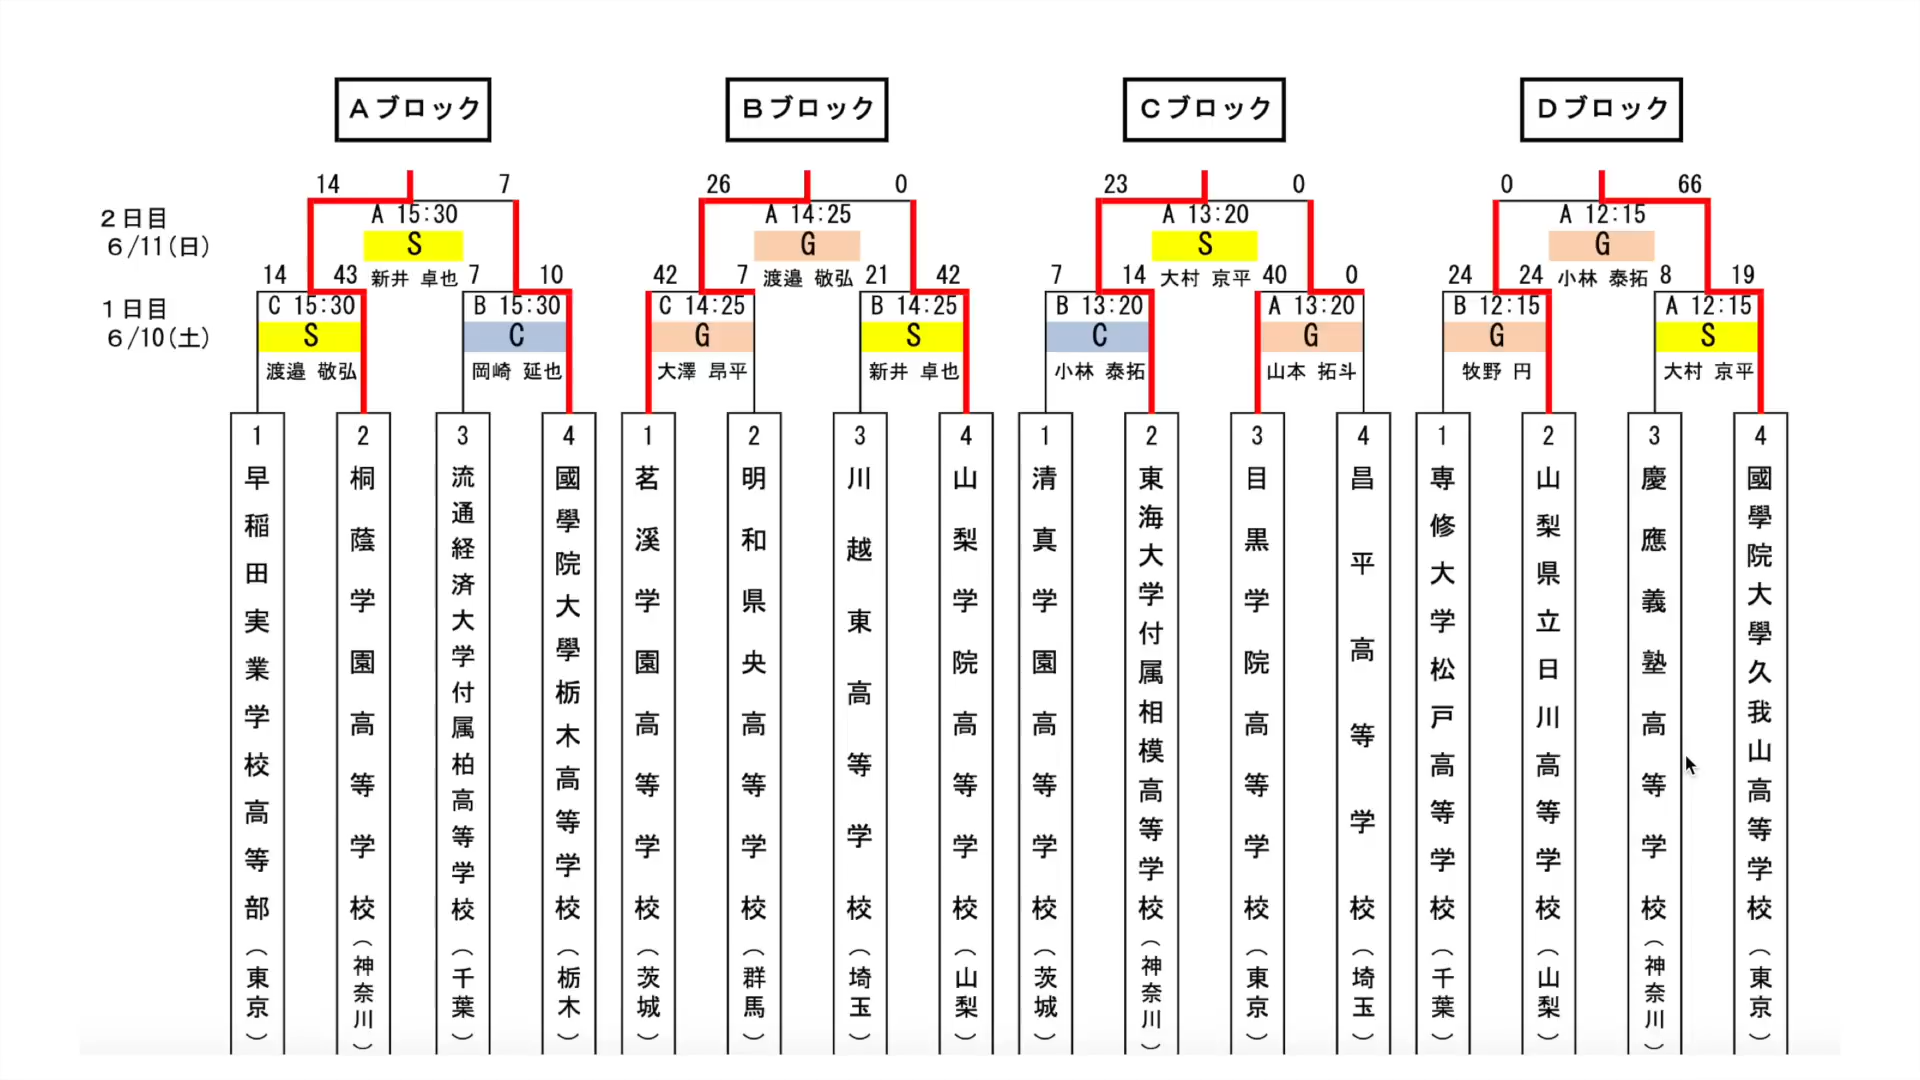 Aブロック
Bブロック
Cブロック
Dブロック
14 7 26 0 23 0 0 66
2日目
6/11(日)
A 15:30
S
新井 卓也
A 14:25
G
渡邉 敬弘
A 13:20
S
大村 京平
A 12:15
G
小林 泰拓
14 43 7 10 42 7 21 42 7 14 40 0 24 24 8 19
1日目
6/10(土)
C 15:30
S
渡邉 敬弘
B 15:30
C
岡崎 延也
C 14:25
G
大澤 昂平
B 14:25
S
新井 卓也
B 13:20
C
小林 泰拓
A 13:20
G
山本 拓斗
B 12:15
G
牧野 円
A 12:15
S
大村 京平
1 早稲田実業学校高等部(東京)
2 桐蔭学園高等学校(神奈川)
3 流通経済大学付属柏高等学校(千葉)
4 國學院大學栃木高等学校(栃木)
1 茗溪学園高等学校(茨城)
2 明和県央高等学校(群馬)
3 川越東高等学校(埼玉)
4 山梨学院高等学校(山梨)
1 清真学園高等学校(茨城)
2 東海大学付属相模高等学校(神奈川)
3 目黒学院高等学校(東京)
4 昌平高等学校(埼玉)
1 専修大学松戸高等学校(千葉)
2 山梨県立日川高等学校(山梨)
3 慶應義塾高等学校(神奈川)
4 國學院大學久我山高等学校(東京)